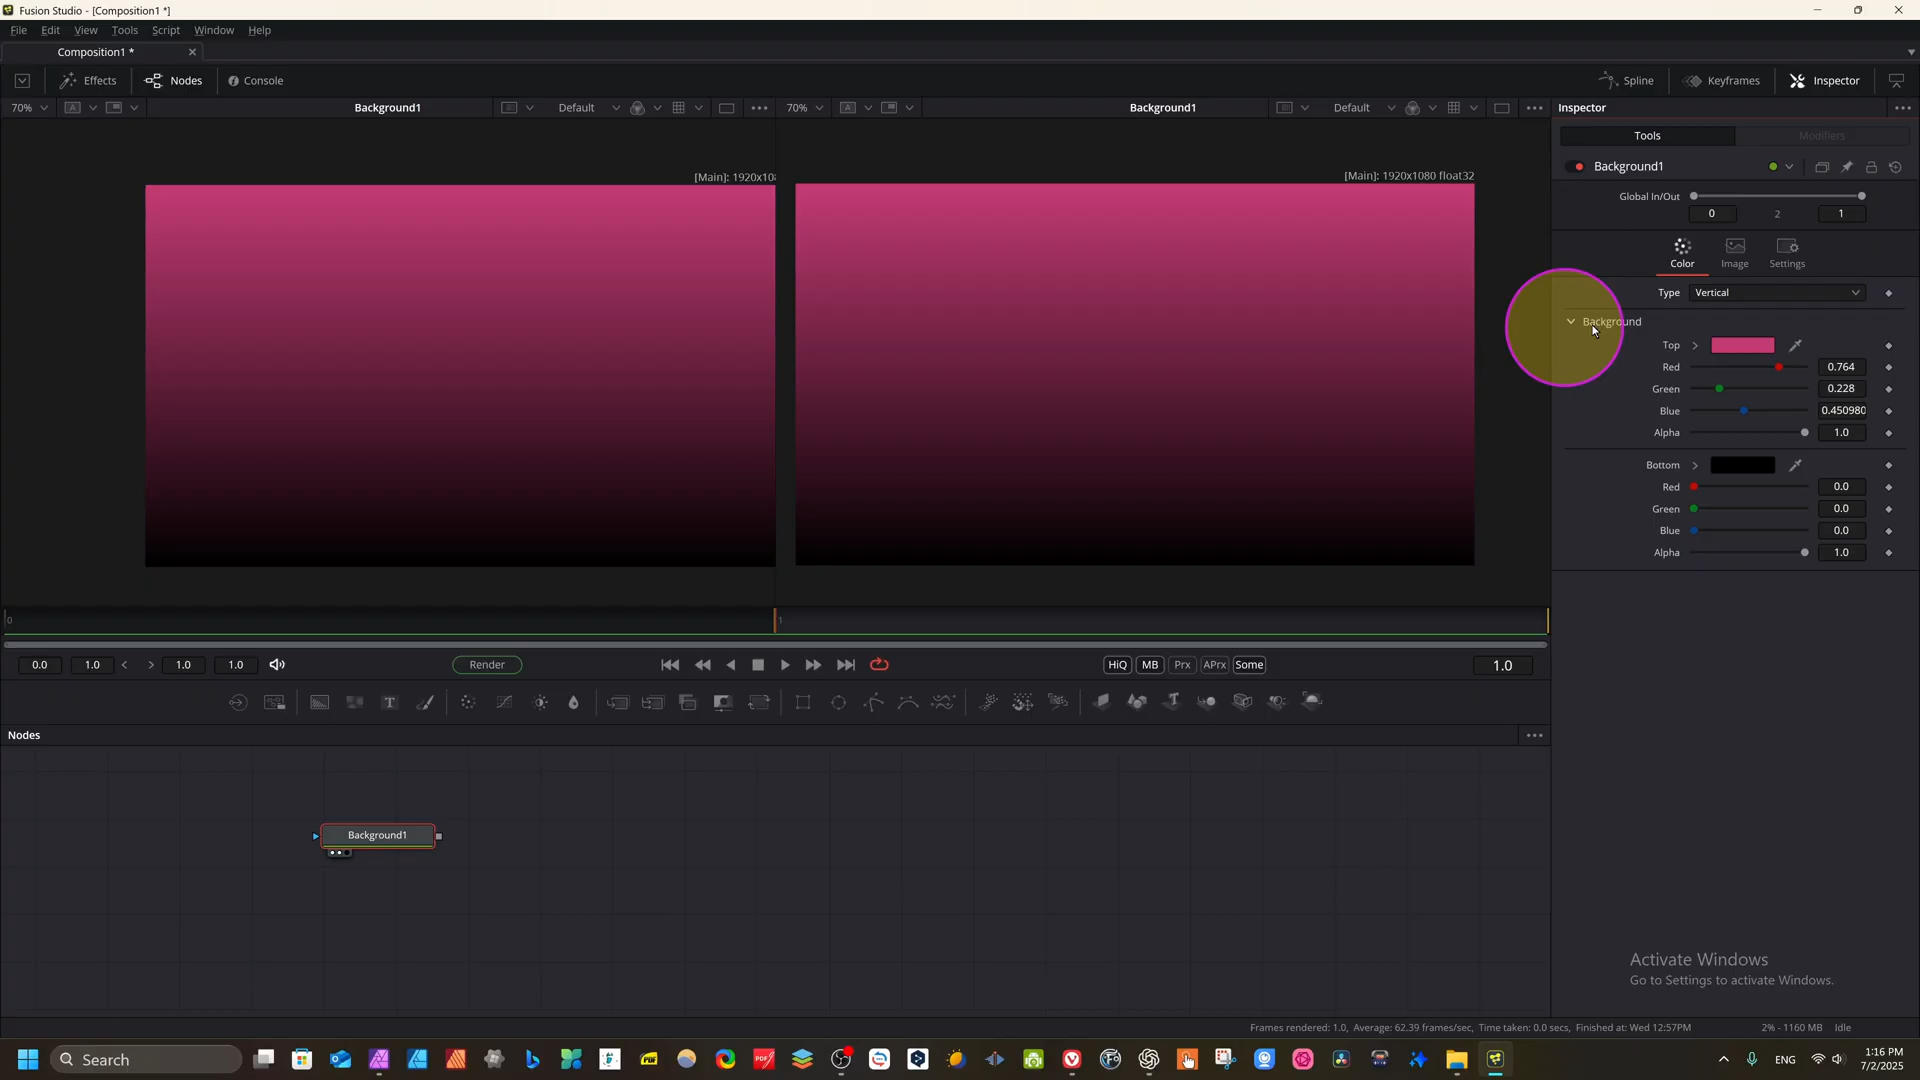 Fusion Studio - [Composition1 *]
File Edit View Tools Script Window Help
Composition1 *
Effects Nodes Console Spline Keyframes Inspector
70% Background1 Default 70% Background1 Default Inspector
Tools Modifiers
Background1
[Main]: 1920x10
[Main]: 1920x1080 float32
Global In/Out
0 2 1
Color Image Settings
Type Vertical
Background
Top
Red 0.764
Green 0.228
Blue 0.450980
Alpha 1.0
Bottom
Red 0.0
Green 0.0
Blue 0.0
Alpha 1.0
0 1
0.0 1.0 < > 1.0 1.0 Render HiQ MB Prx APrx Some 1.0
Nodes
Background1
Activate Windows
Go to Settings to activate Windows.
Frames rendered: 1.0, Average: 62.39 frames/sec, Time taken: 0.0 secs, Finished at: Wed 12:57PM 2% - 1160 MB Idle
Search ENG 1:16 PM
7/2/2025